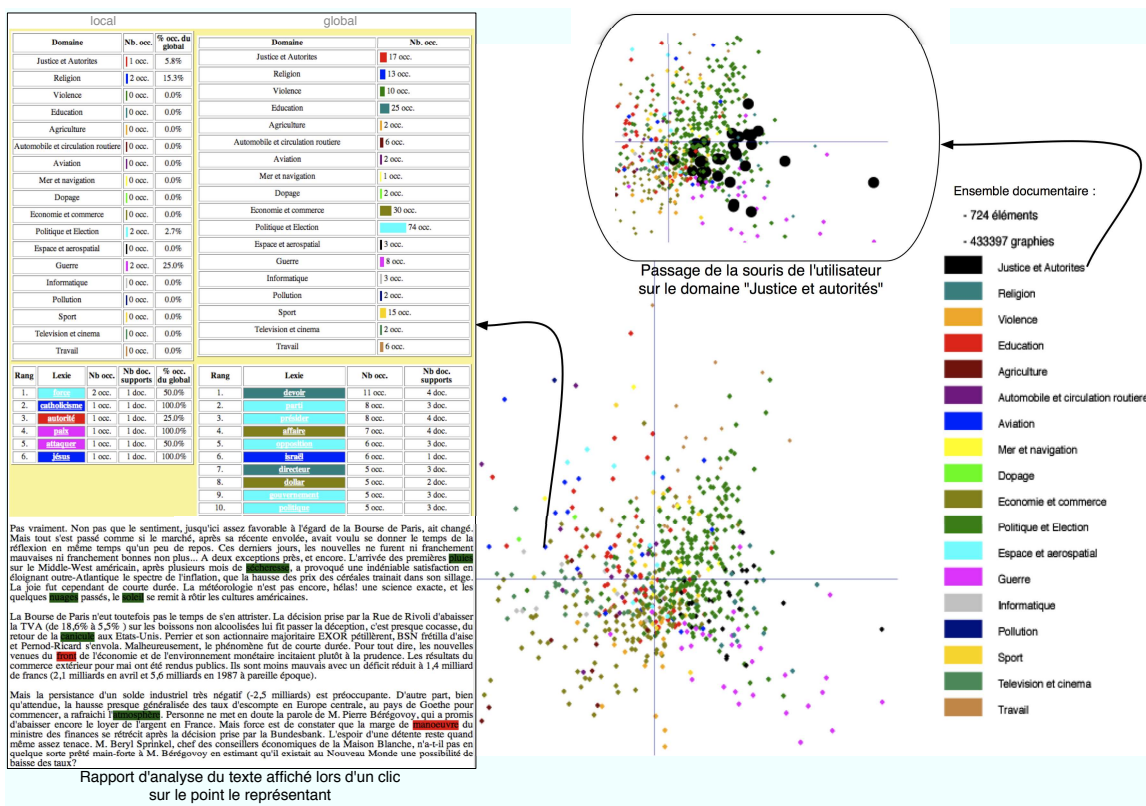 local
global
Domaine Nb. occ. % occ. du global
Justice et Autorites 1 occ. 5.8%
Religion 2 occ. 15.3%
Violence 0 occ. 0.0%
Education 0 occ. 0.0%
Agriculture 0 occ. 0.0%
Automobile et circulation routiere 0 occ. 0.0%
Aviation 0 occ. 0.0%
Mer et navigation 0 occ. 0.0%
Dopage 0 occ. 0.0%
Economie et commerce 0 occ. 0.0%
Politique et Election 2 occ. 2.7%
Espace et aerospatial 0 occ. 0.0%
Guerre 2 occ. 25.0%
Informatique 0 occ. 0.0%
Pollution 0 occ. 0.0%
Sport 0 occ. 0.0%
Television et cinema 0 occ. 0.0%
Travail 0 occ. 0.0%
Domaine Nb. occ.
Justice et Autorites 17 occ.
Religion 13 occ.
Violence 10 occ.
Education 25 occ.
Agriculture 2 occ.
Automobile et circulation routiere 6 occ.
Aviation 2 occ.
Mer et navigation 1 occ.
Dopage 2 occ.
Economie et commerce 30 occ.
Politique et Election 74 occ.
Espace et aerospatial 3 occ.
Guerre 8 occ.
Informatique 3 occ.
Pollution 2 occ.
Sport 15 occ.
Television et cinema 2 occ.
Travail 6 occ.
Rang Lexie Nb occ. Nb doc. supports % occ. du global
1. 2 occ. 1 doc. 50.0%
2. catholicisme 1 occ. 1 doc. 100.0%
3. autorité 1 occ. 1 doc. 25.0%
4. paix 1 occ. 1 doc. 100.0%
5. attaquer 1 occ. 1 doc. 50.0%
6. jésus 1 occ. 1 doc. 100.0%
Rang Lexie Nb occ. Nb doc. supports
1. devoir 11 occ. 4 doc.
2. parti 8 occ. 3 doc.
3. présider 8 occ. 4 doc.
4. affaire 7 occ. 4 doc.
5. opposition 6 occ. 3 doc.
6. israël 6 occ. 1 doc.
7. directeur 5 occ. 3 doc.
8. dollar 5 occ. 2 doc.
9. gouvernement 5 occ. 3 doc.
10. politique 5 occ. 3 doc.
Pas vraiment. Non pas que le sentiment, jusqu'ici assez favorable à l'égard de la Bourse de Paris, ait changé.
Mais tout s'est passé comme si le marché, après sa récente envolée, avait voulu se donner le temps de la
réflexion en même temps qu'un peu de repos. Ces derniers jours, les nouvelles ne furent ni franchement
mauvaises ni franchement bonnes non plus... A deux exceptions près, et encore. L'arrivée des premières pluies
sur le Middle-West américain, après plusieurs mois de sécheresse, a provoqué une indéniable satisfaction en
éloignant outre-Atlantique le spectre de l'inflation, que la hausse des prix des céréales trainait dans son sillage.
La joie fut cependant de courte durée. La météorologie n'est pas encore, hélas! une science exacte, et les
quelques nuages passés, le soleil se remit à rôtir les cultures américaines.
La Bourse de Paris n'eut toutefois pas le temps de s'en attrister. La décision prise par la Rue de Rivoli d'abaisser
la TVA (de 18,6% à 5,5% ) sur les boissons non alcoolisées lui fit passer la déception, c'est presque cocasse, du
retour de la canicule aux Etats-Unis. Perrier et son actionnaire majoritaire EXOR pétillèrent, BSN frétilla d'aise
et Pernod-Ricard s'envola. Malheureusement, le phénomène fut de courte durée. Pour tout dire, les nouvelles
venues du front de l'économie et de l'environnement monétaire incitaient plutôt à la prudence. Les résultats du
commerce extérieur pour mai ont été rendus publics. Ils sont moins mauvais avec un déficit réduit à 1,4 milliard
de francs (2,1 milliards en avril et 5,6 milliards en 1987 à pareille époque).
Mais la persistance d'un solde industriel très négatif (-2,5 milliards) est préoccupante. D'autre part, bien
qu'attendue, la hausse presque généralisée des taux d'escompte en Europe centrale, au pays de Goethe pour
commencer, a rafraichi l'atmosphère. Personne ne met en doute la parole de M. Pierre Bérégovoy, qui a promis
d'abaisser encore le loyer de l'argent en France. Mais force est de constater que la marge de manoeuvre du
ministre des finances se rétrécit après la décision prise par la Bundesbank. L'espoir d'une détente reste quand
même assez tenace. M. Beryl Sprinkel, chef des conseillers économiques de la Maison Blanche, n'a-t-il pas en
quelque sorte prêté main-forte à M. Bérégovoy en estimant qu'il existait au Nouveau Monde une possibilité de
baisse des taux?
Rapport d'analyse du texte affiché lors d'un clic
sur le point le représentant
Passage de la souris de l'utilisateur
sur le domaine "Justice et autorités"
Ensemble documentaire :
- 724 éléments
- 433397 graphies
Justice et Autorites
Religion
Violence
Education
Agriculture
Automobile et circulation routiere
Aviation
Mer et navigation
Dopage
Economie et commerce
Politique et Election
Espace et aerospatial
Guerre
Informatique
Pollution
Sport
Television et cinema
Travail